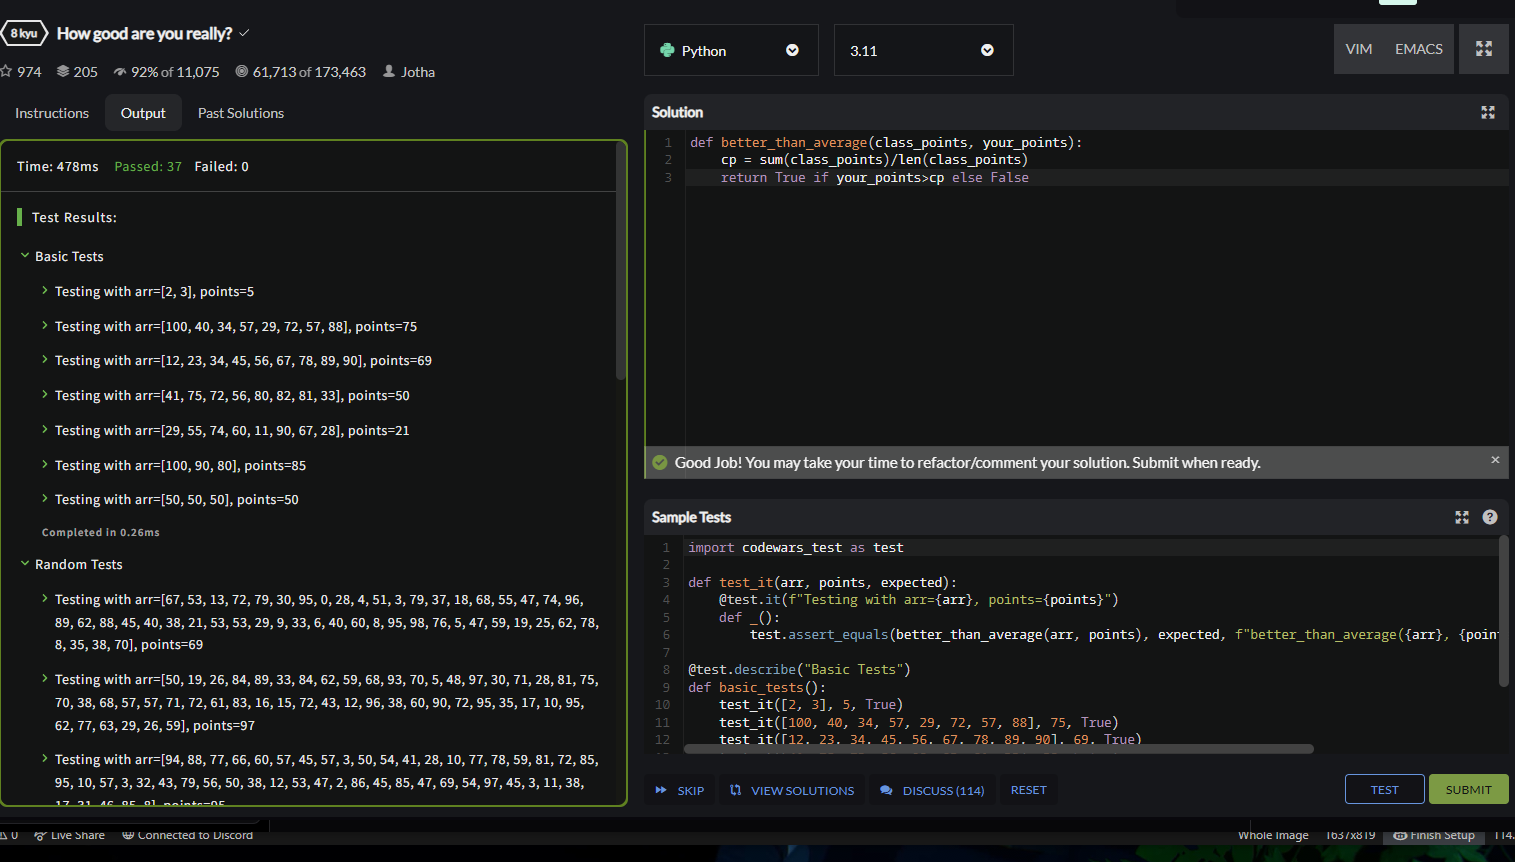 8 kyu How good are you really?
974 205 92% of 11,075 61,713 of 173,463 Jotha
Instructions Output Past Solutions
Time: 478ms Passed: 37 Failed: 0
Test Results:
Basic Tests
Testing with arr=[2, 3], points=5
Testing with arr=[100, 40, 34, 57, 29, 72, 57, 88], points=75
Testing with arr=[12, 23, 34, 45, 56, 67, 78, 89, 90], points=69
Testing with arr=[41, 75, 72, 56, 80, 82, 81, 33], points=50
Testing with arr=[29, 55, 74, 60, 11, 90, 67, 28], points=21
Testing with arr=[100, 90, 80], points=85
Testing with arr=[50, 50, 50], points=50
Completed in 0.26ms
Random Tests
Testing with arr=[67, 53, 13, 72, 79, 30, 95, 0, 28, 4, 51, 3, 79, 37, 18, 68, 55, 47, 74, 96,
89, 62, 88, 45, 40, 38, 21, 53, 53, 29, 9, 33, 6, 40, 60, 8, 95, 98, 76, 5, 47, 59, 19, 25, 62, 78,
8, 35, 38, 70], points=69
Testing with arr=[50, 19, 26, 84, 89, 33, 84, 62, 59, 68, 93, 70, 5, 48, 97, 30, 71, 28, 81, 75,
70, 38, 68, 57, 57, 71, 72, 61, 83, 16, 15, 72, 43, 12, 96, 38, 60, 90, 72, 95, 35, 17, 10, 95,
62, 77, 63, 29, 26, 59], points=97
Testing with arr=[94, 88, 77, 66, 60, 57, 45, 57, 3, 50, 54, 41, 28, 10, 77, 78, 59, 81, 72, 85,
95, 10, 57, 3, 32, 43, 79, 56, 50, 38, 12, 53, 47, 2, 86, 45, 85, 47, 69, 54, 97, 45, 3, 11, 38,
17, 31, 46, 85, 8], points=95
Python 3.11 VIM EMACS
Solution
1 def better_than_average(class_points, your_points):
2 cp = sum(class_points)/len(class_points)
3 return True if your_points>cp else False
Good Job! You may take your time to refactor/comment your solution. Submit when ready. ×
Sample Tests ?
1 import codewars_test as test
2
3 def test_it(arr, points, expected):
4 @test.it(f"Testing with arr={arr}, points={points}")
5 def _():
6 test.assert_equals(better_than_average(arr, points), expected, f"better_than_average({arr}, {poin
7
8 @test.describe("Basic Tests")
9 def basic_tests():
10 test_it([2, 3], 5, True)
11 test_it([100, 40, 34, 57, 29, 72, 57, 88], 75, True)
12 test_it([12, 23, 34, 45, 56, 67, 78, 89, 90], 69, True)
SKIP VIEW SOLUTIONS DISCUSS (114) RESET TEST SUBMIT
0 Live Share Connected to Discord Whole Image 1637x819 Finish Setup 114.